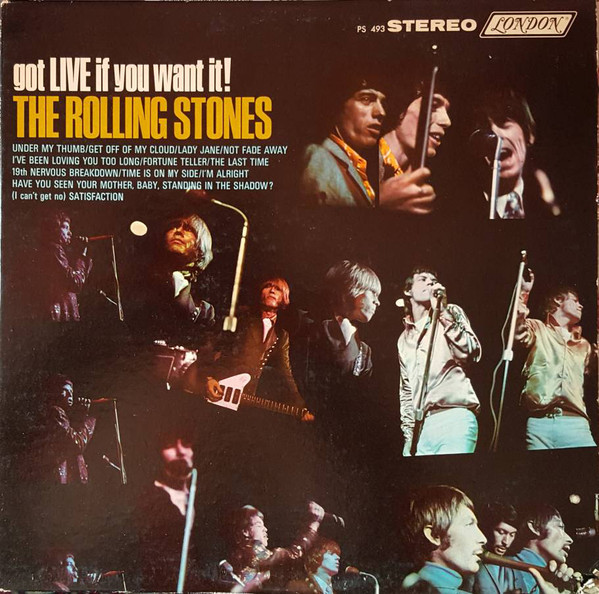 PS 493 STEREO LONDON
got LIVE if you want it!
THE ROLLING STONES
UNDER MY THUMB/GET OFF OF MY CLOUD/LADY JANE/NOT FADE AWAY
I'VE BEEN LOVING YOU TOO LONG/FORTUNE TELLER/THE LAST TIME
19th NERVOUS BREAKDOWN/TIME IS ON MY SIDE/I'M ALRIGHT
HAVE YOU SEEN YOUR MOTHER, BABY, STANDING IN THE SHADOW?
(I can't get no) SATISFACTION